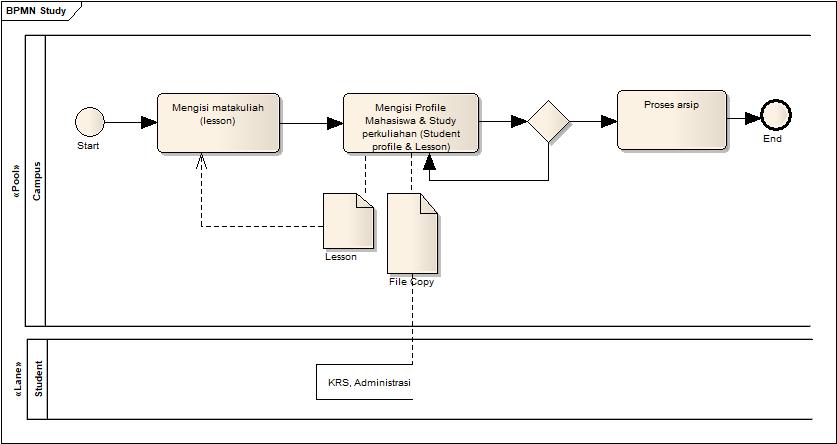 BPMN Study
«Pool»
Campus
Start
Mengisi matakuliah
(lesson)
Mengisi Profile
Mahasiswa & Study
perkuliahan (Student
profile & Lesson)
Proses arsip
End
Lesson
File Copy
«Lane»
Student
KRS, Administrasi